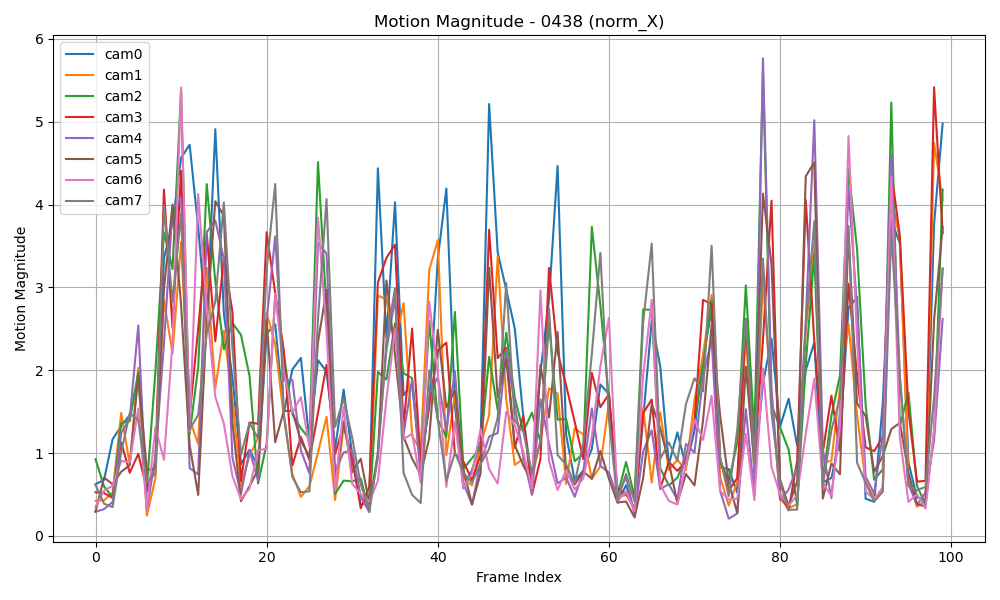 Motion Magnitude - 0438 (norm_X)
6
5
4
3
2
1
0
Motion Magnitude
cam0
cam1
cam2
cam3
cam4
cam5
cam6
cam7
0 20 40 60 80 100
Frame Index